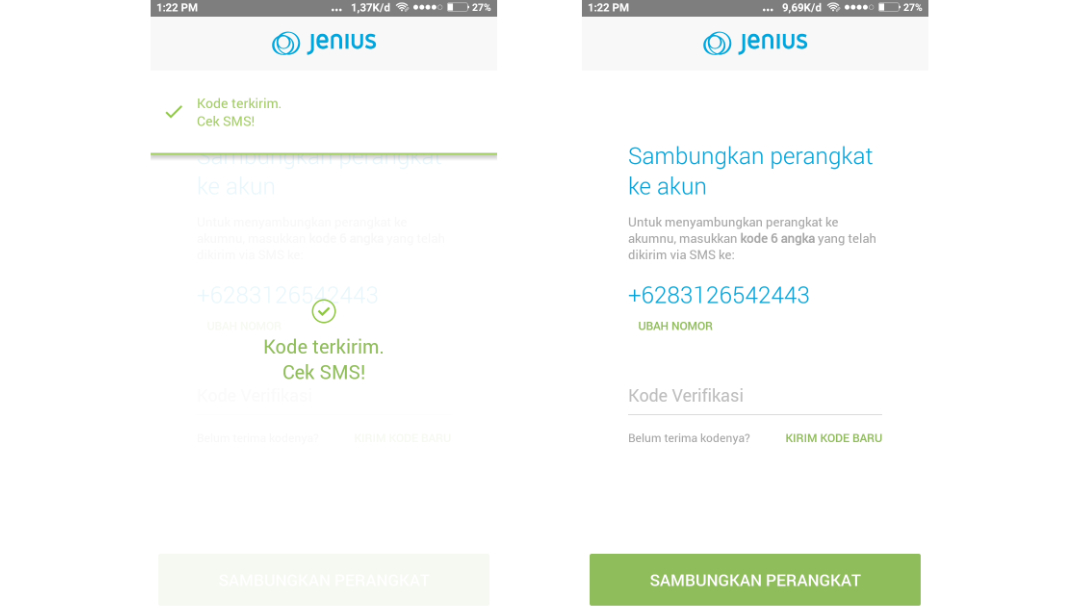 1:22 PM ... 1,37K/d 27%
jenius
Kode terkirim.
Cek SMS!
Sambungkan perangkat
ke akun
Untuk menyambungkan perangkat ke
akumnu, masukkan kode 6 angka yang telah
dikirim via SMS ke:
+6283126542443
UBAH NOMOR
Kode terkirim.
Cek SMS!
Kode Verifikasi
Belum terima kodenya? KIRIM KODE BARU
SAMBUNGKAN PERANGKAT
1:22 PM ... 9,69K/d 27%
jenius
Sambungkan perangkat
ke akun
Untuk menyambungkan perangkat ke
akumnu, masukkan kode 6 angka yang telah
dikirim via SMS ke:
+6283126542443
UBAH NOMOR
Kode Verifikasi
Belum terima kodenya? KIRIM KODE BARU
SAMBUNGKAN PERANGKAT